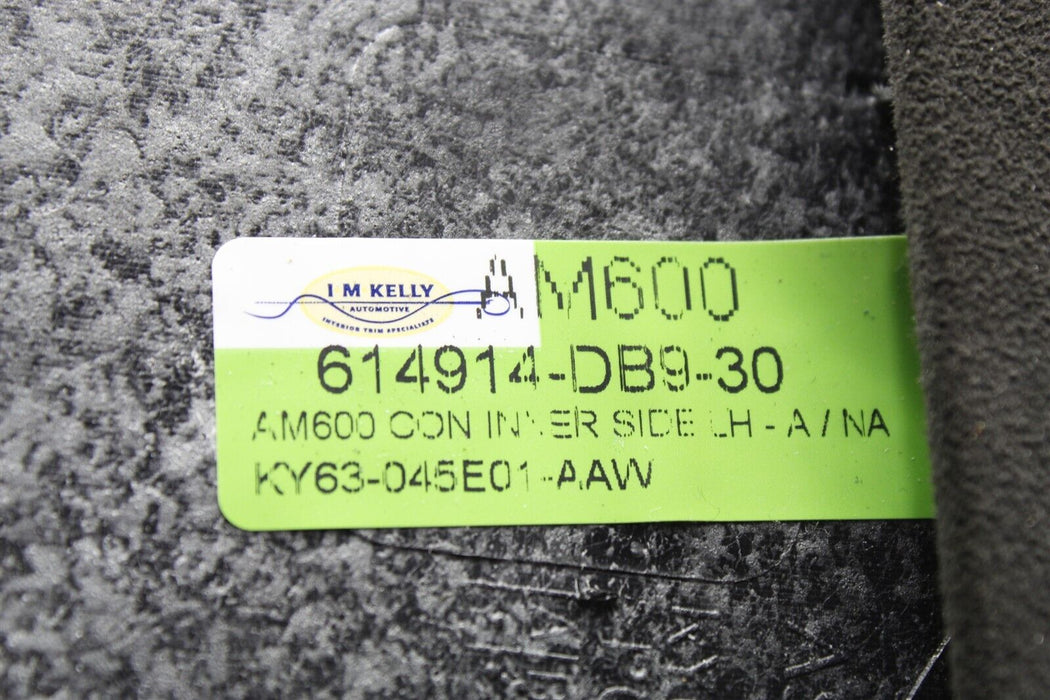 I M KELLY
AUTOMOTIVE
INTERIOR TRIM SPECIALISTS
AM600
614914-DB9-30
AM600 CON INNER SIDE LH - A / NA
KY63-045E01-AAW